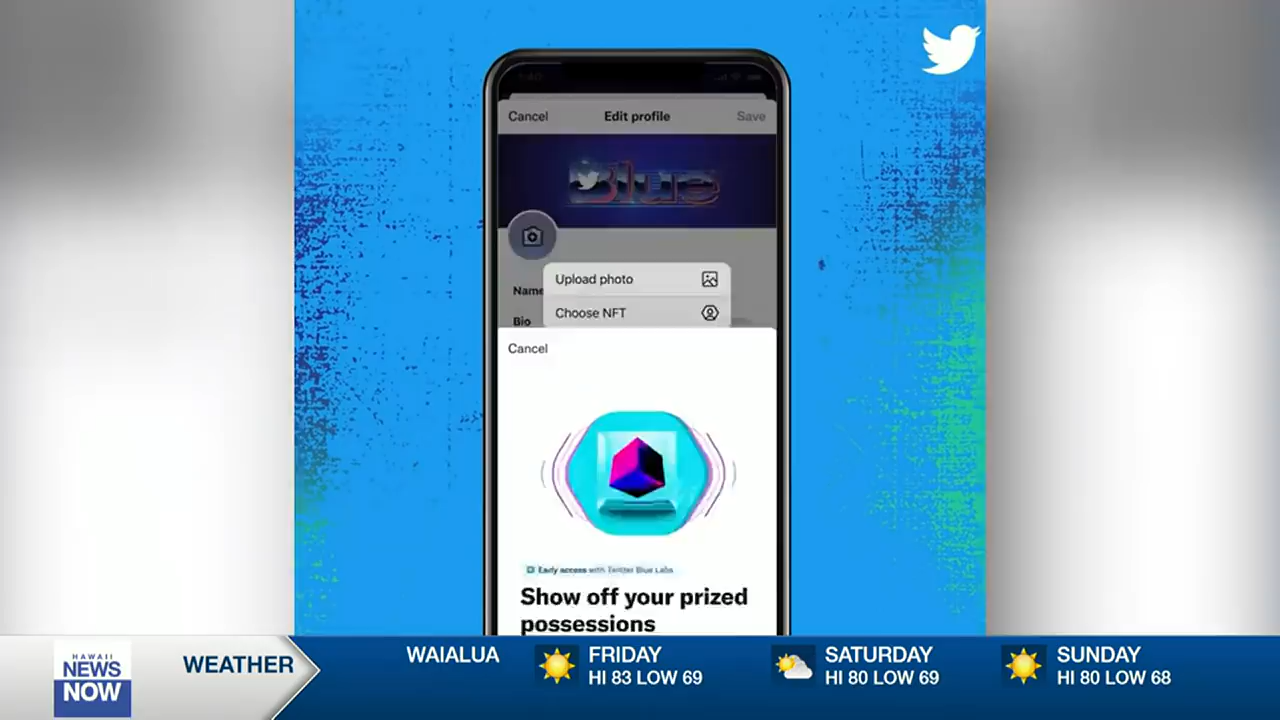 Cancel
Edit profile
Save
Blue
Upload photo
Name
Choose NFT
Bio
Cancel
Early access with Twitter Blue Labs
Show off your prized
possessions
HAWAII
NEWS
NOW
WEATHER
WAIALUA
FRIDAY
HI 83 LOW 69
SATURDAY
HI 80 LOW 69
SUNDAY
HI 80 LOW 68